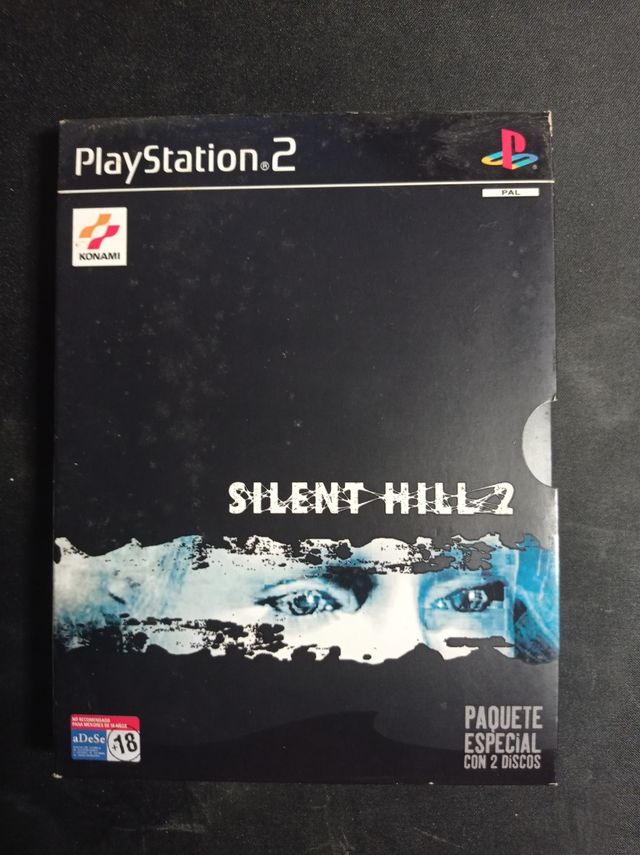 PlayStation®2
PAL
KONAMI
SILENT HILL 2
NO RECOMENDADO
PARA MENORES DE 18 AÑOS
aDeSe
+18
PAQUETE
ESPECIAL
CON 2 DISCOS